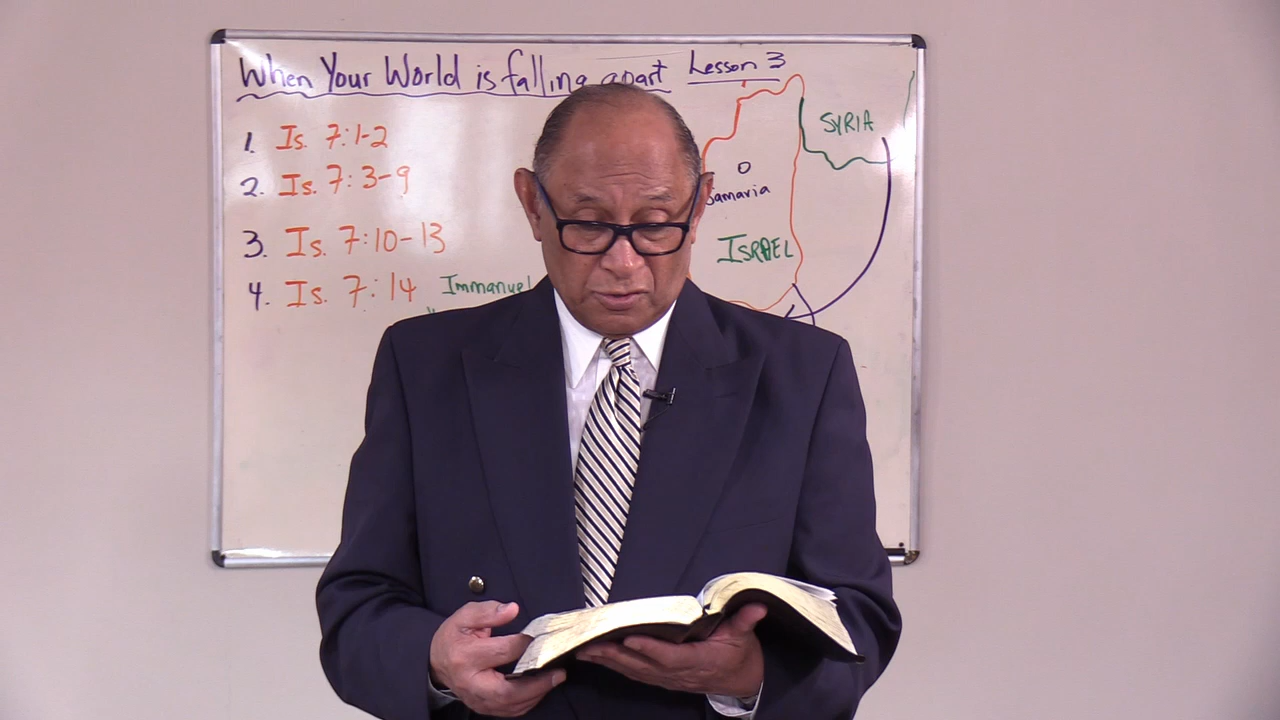 When Your World is falling apart Lesson 3
1. Is. 7:1-2
2. Is. 7:3-9
3. Is. 7:10-13
4. Is. 7:14 Immanuel
SYRIA
Samaria
ISRAEL